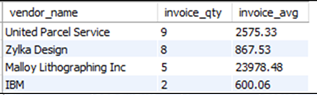 vendor_name invoice_qty invoice_avg
United Parcel Service 9 2575.33
Zylka Design 8 867.53
Malloy Lithographing Inc 5 23978.48
IBM 2 600.06